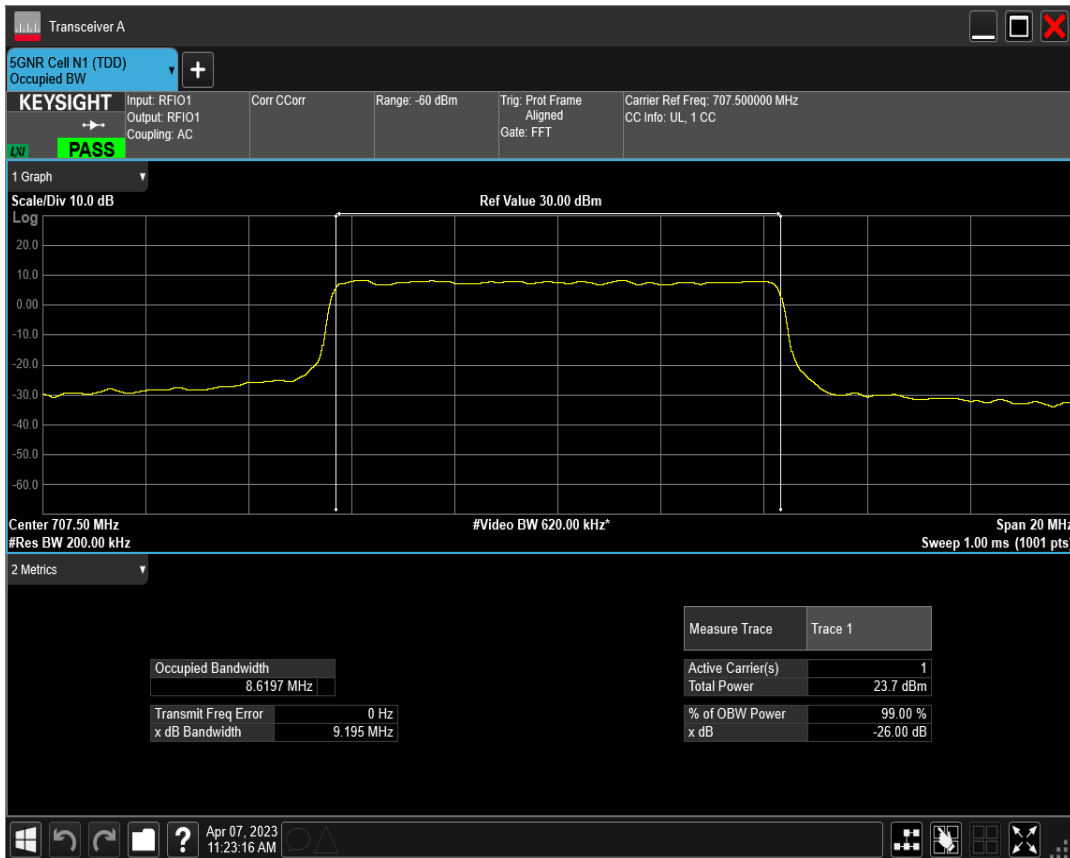 Transceiver A
5GNR Cell N1 (TDD)
Occupied BW
+
KEYSIGHT
LXI
PASS
Input: RFIO1
Output: RFIO1
Coupling: AC
Corr CCorr
Range: -60 dBm
Trig: Prot Frame
Aligned
Gate: FFT
Carrier Ref Freq: 707.500000 MHz
CC Info: UL, 1 CC
1 Graph
Scale/Div 10.0 dB
Ref Value 30.00 dBm
Log
20.0
10.0
0.00
-10.0
-20.0
-30.0
-40.0
-50.0
-60.0
Center 707.50 MHz
#Video BW 620.00 kHz*
Span 20 MHz
#Res BW 200.00 kHz
Sweep 1.00 ms (1001 pts)
2 Metrics
Measure Trace Trace 1
Occupied Bandwidth
8.6197 MHz
Active Carrier(s) 1
Total Power 23.7 dBm
Transmit Freq Error 0 Hz
x dB Bandwidth 9.195 MHz
% of OBW Power 99.00 %
x dB -26.00 dB
?
Apr 07, 2023
11:23:16 AM